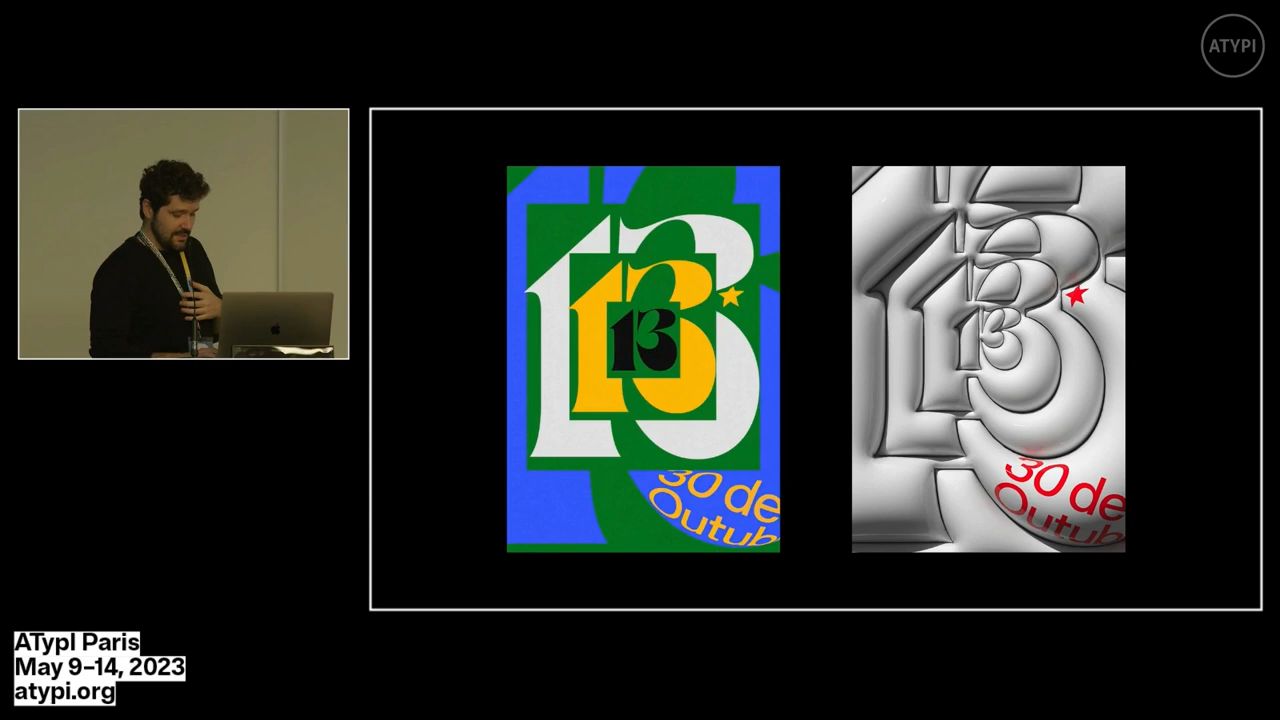 ATYPI
13
13
13
30 de
Outub
13
13
13
30 de
Outub
ATypI Paris
May 9–14, 2023
atypi.org